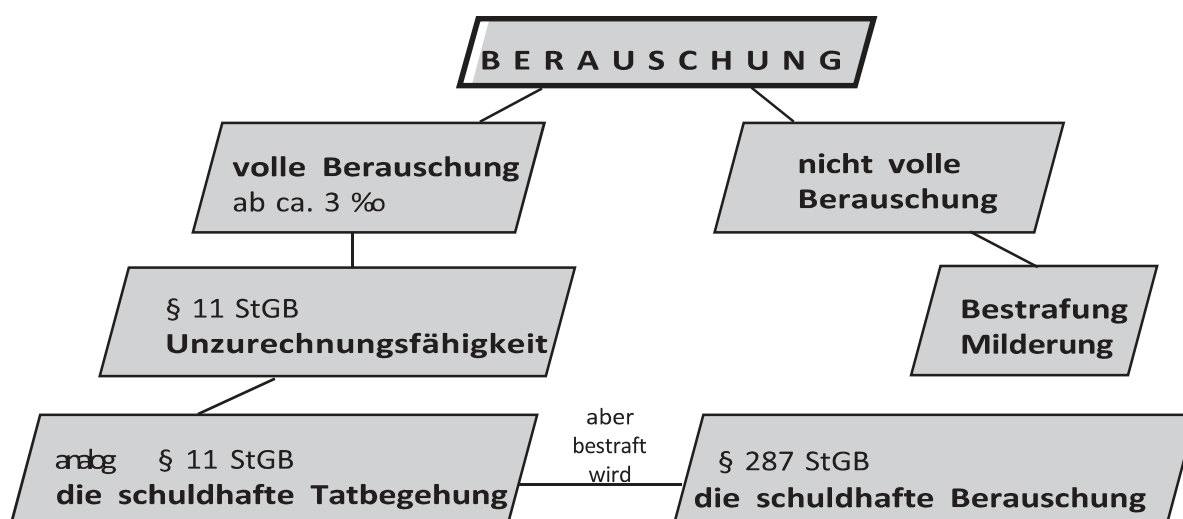 BERAUSCHUNG
volle Berauschung
ab ca. 3 ‰
nicht volle
Berauschung
§ 11 StGB
Unzurechnungsfähigkeit
Bestrafung
Milderung
analog § 11 StGB
die schuldhafte Tatbegehung
aber
bestraft
wird
§ 287 StGB
die schuldhafte Berauschung